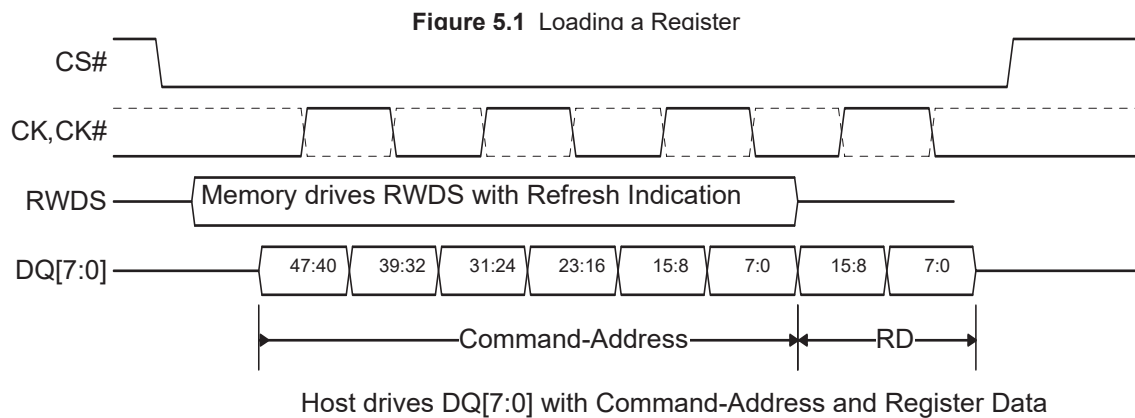 Figure 5.1 Loading a Register
CS#
CK,CK#
RWDS Memory drives RWDS with Refresh Indication
DQ[7:0] 47:40 39:32 31:24 23:16 15:8 7:0 15:8 7:0
Command-Address RD
Host drives DQ[7:0] with Command-Address and Register Data